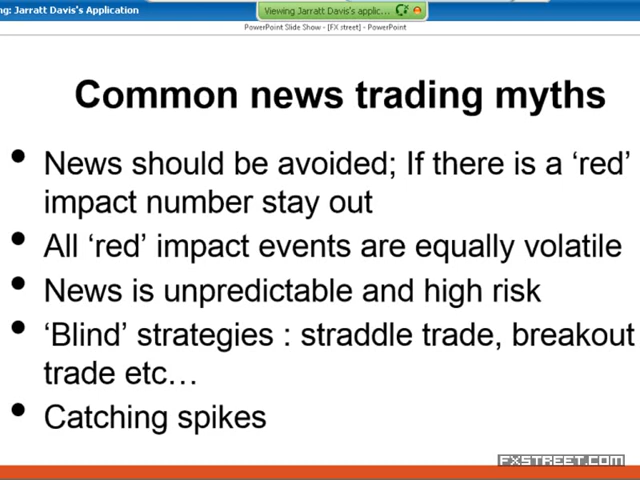 ng: Jarratt Davis's Application
Viewing Jarratt Davis's applic...
PowerPoint Slide Show - [FX street] - PowerPoint
Common news trading myths
• News should be avoided; If there is a ‘red’
impact number stay out
• All ‘red’ impact events are equally volatile
• News is unpredictable and high risk
• ‘Blind’ strategies : straddle trade, breakout
trade etc…
• Catching spikes
FXSTREET.COM